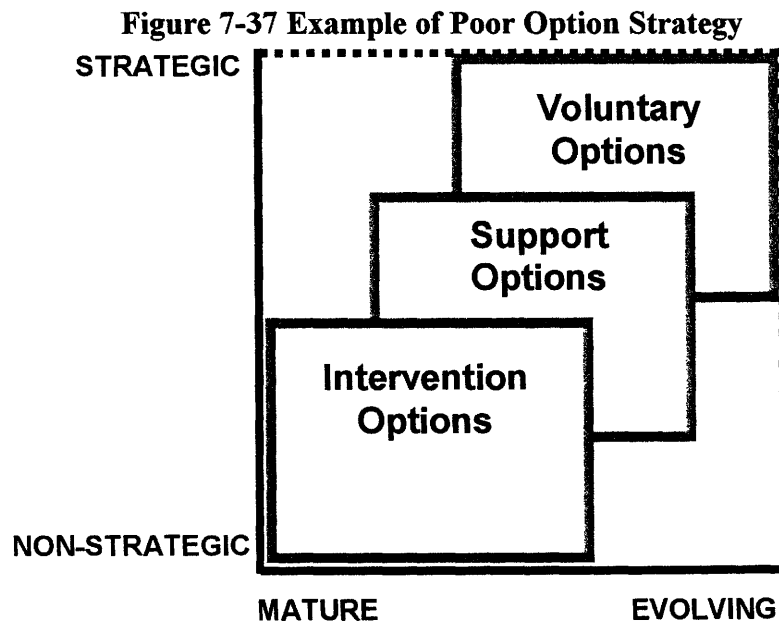 Figure 7-37 Example of Poor Option Strategy
STRATEGIC
Voluntary
Options
Support
Options
Intervention
Options
NON-STRATEGIC
MATURE EVOLVING